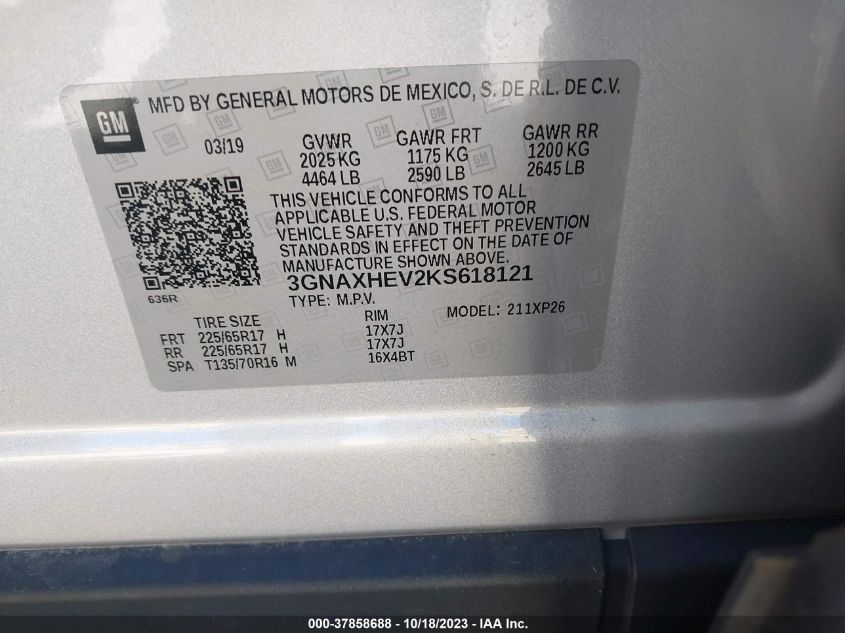 GM
MFD BY GENERAL MOTORS DE MEXICO, S. DE R.L. DE C.V.
03/19 GVWR GAWR FRT GAWR RR
2025 KG 1175 KG 1200 KG
4464 LB 2590 LB 2645 LB
THIS VEHICLE CONFORMS TO ALL
APPLICABLE U.S. FEDERAL MOTOR
VEHICLE SAFETY AND THEFT PREVENTION
STANDARDS IN EFFECT ON THE DATE OF
MANUFACTURE SHOWN ABOVE.
3GNAXHEV2KS618121
636R
TYPE: M.P.V. MODEL: 211XP26
TIRE SIZE RIM
FRT 225/65R17 H 17X7J
RR 225/65R17 H 17X7J
SPA T135/70R16 M 16X4BT
000-37858688 - 10/18/2023 - IAA Inc.